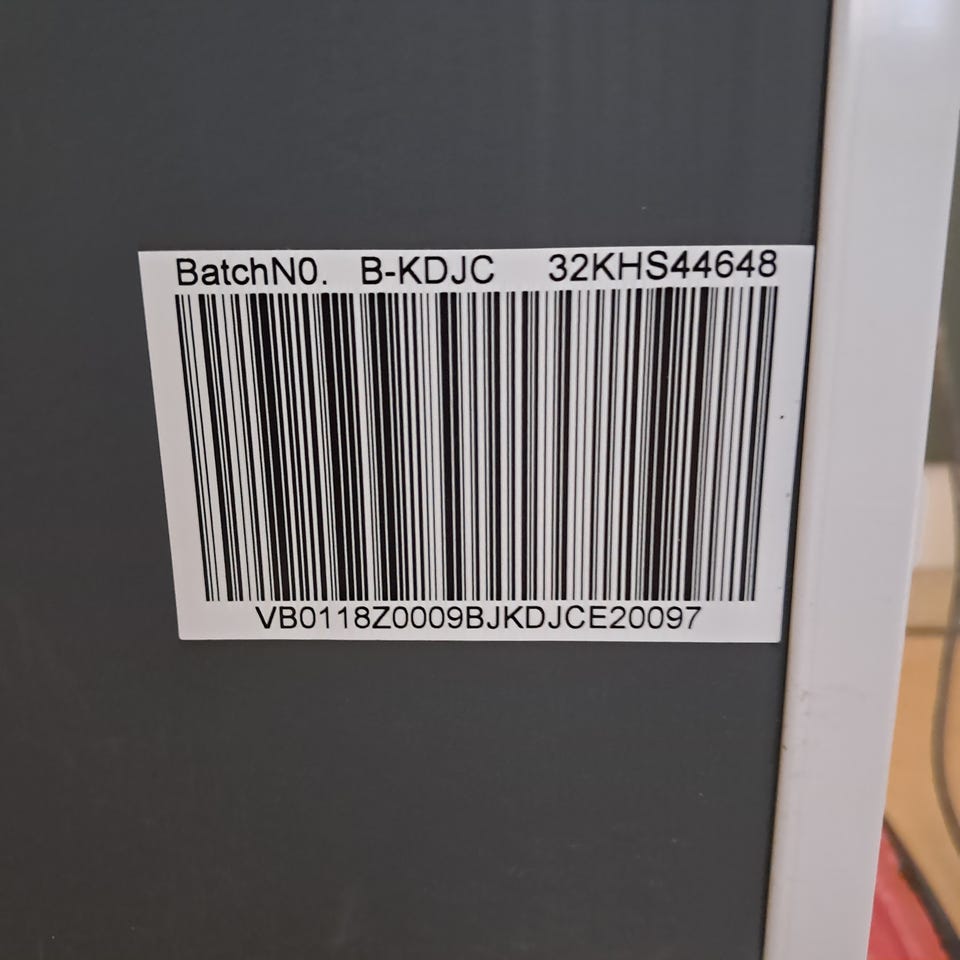 BatchN0. B-KDJC 32KHS44648
VB0118Z0009BJKDJCE20097